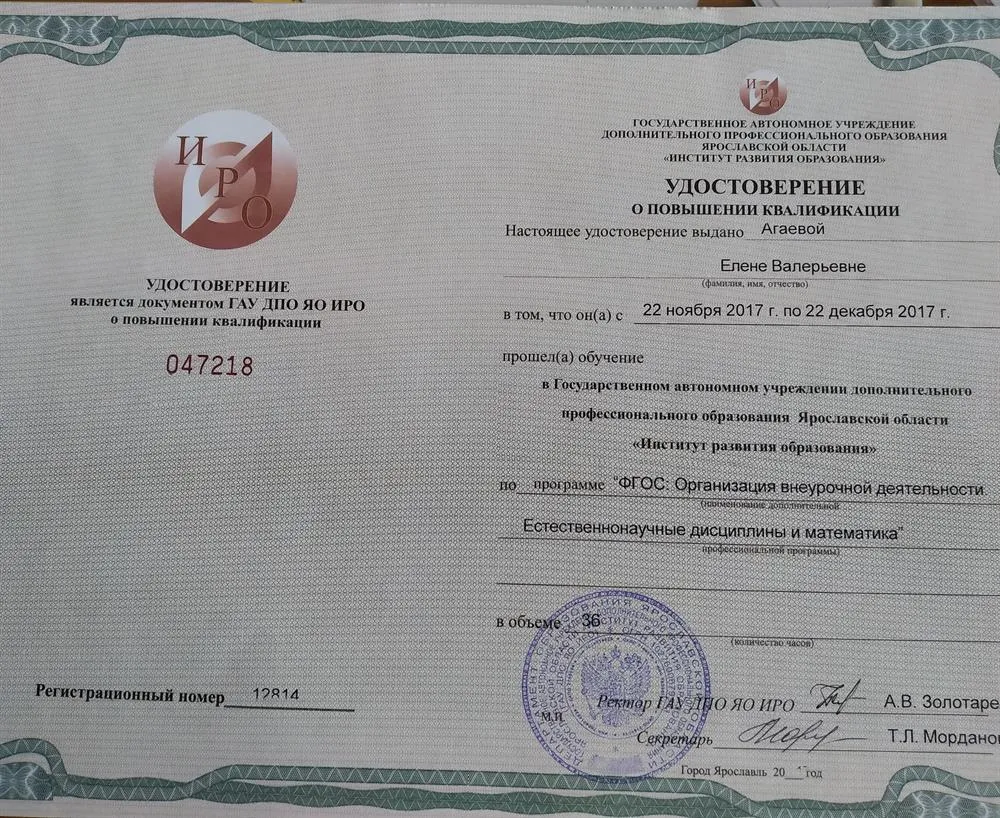 И
Р
О
УДОСТОВЕРЕНИЕ
является документом ГАУ ДПО ЯО ИРО
о повышении квалификации
047218
Регистрационный номер 12814
И
Р
О
ГОСУДАРСТВЕННОЕ АВТОНОМНОЕ УЧРЕЖДЕНИЕ
ДОПОЛНИТЕЛЬНОГО ПРОФЕССИОНАЛЬНОГО ОБРАЗОВАНИЯ
ЯРОСЛАВСКОЙ ОБЛАСТИ
«ИНСТИТУТ РАЗВИТИЯ ОБРАЗОВАНИЯ»
УДОСТОВЕРЕНИЕ
О ПОВЫШЕНИИ КВАЛИФИКАЦИИ
Настоящее удостоверение выдано Агаевой
Елене Валерьевне
(фамилия, имя, отчество)
в том, что он(а) с 22 ноября 2017 г. по 22 декабря 2017 г.
прошел(а) обучение
в Государственном автономном учреждении дополнительного
профессионального образования Ярославской области
«Институт развития образования»
по программе "ФГОС: Организация внеурочной деятельности.
(наименование дополнительной
Естественнонаучные дисциплины и математика"
профессиональной программы)
в объеме 36
(количество часов)
Ректор ГАУ ДПО ЯО ИРО А.В. Золотаре
М.П.
Секретарь Т.Л. Мордано
Город Ярославль 20 год